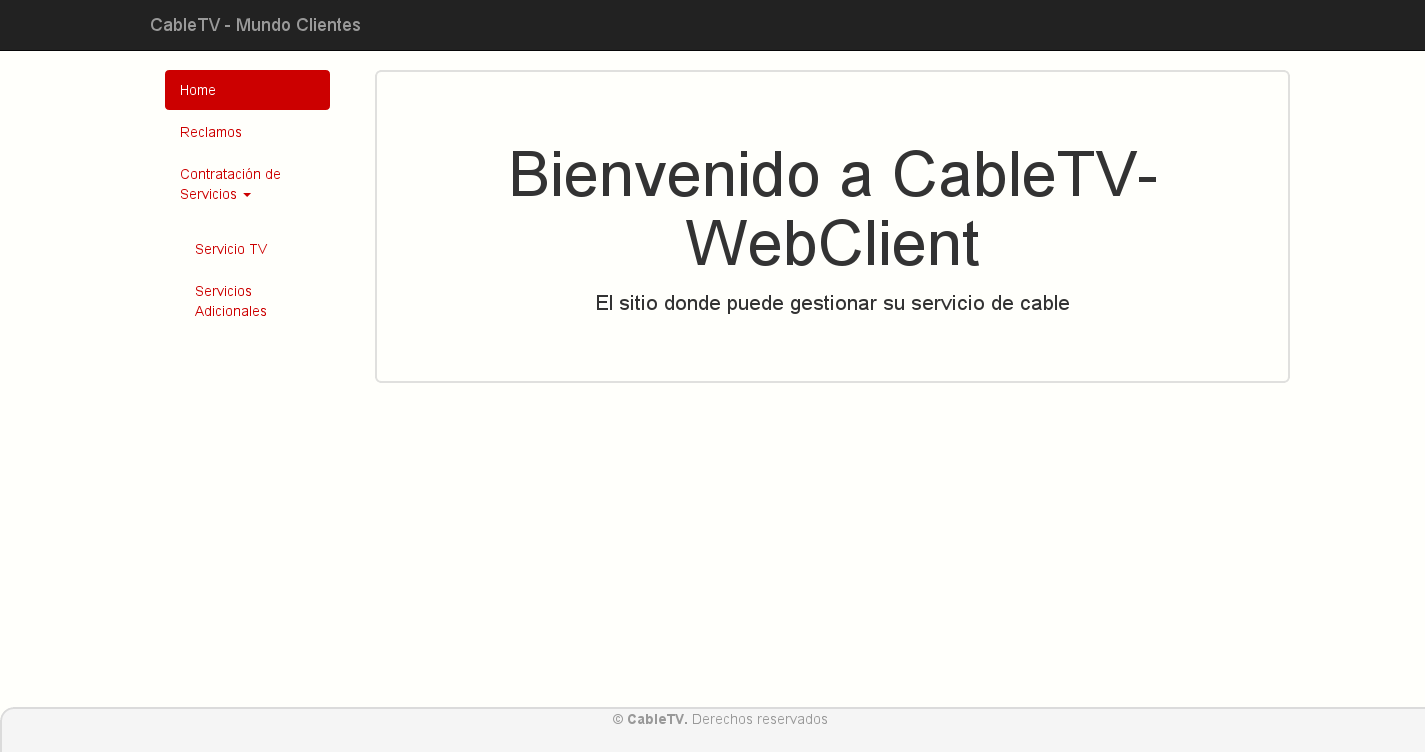 CableTV - Mundo Clientes
Home
Reclamos
Contratación de
Servicios
Servicio TV
Servicios
Adicionales
Bienvenido a CableTV-
WebClient
El sitio donde puede gestionar su servicio de cable
© CableTV. Derechos reservados